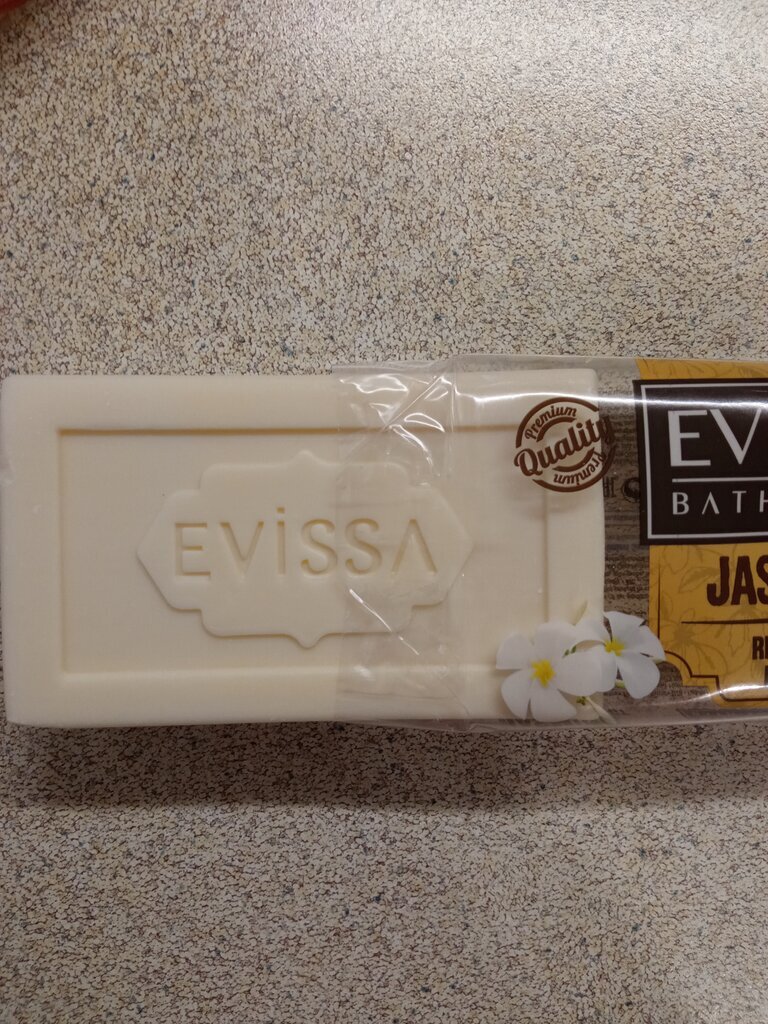 EVİSSA
Premium
Quality
Premium
EV
BATH
JAS